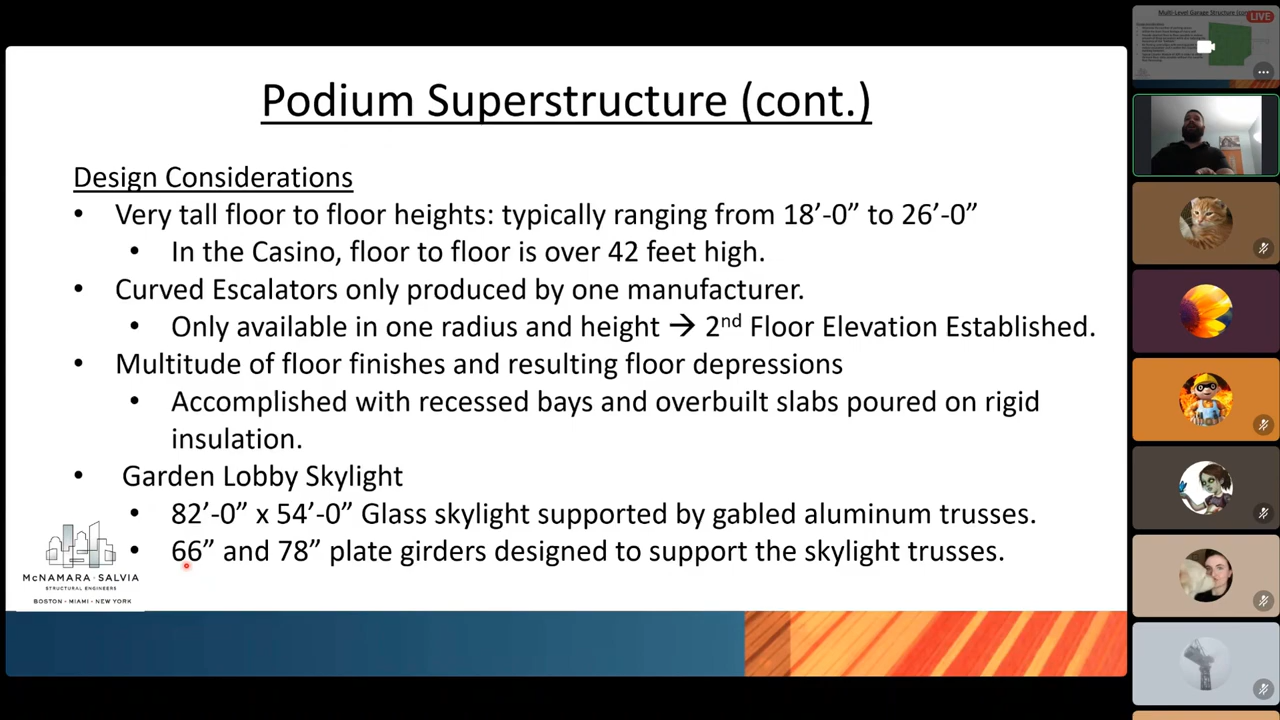 Multi-Level Garage Structure
LIVE
Podium Superstructure (cont.)
Design Considerations
• Very tall floor to floor heights: typically ranging from 18’-0” to 26’-0”
• In the Casino, floor to floor is over 42 feet high.
• Curved Escalators only produced by one manufacturer.
• Only available in one radius and height → 2nd Floor Elevation Established.
• Multitude of floor finishes and resulting floor depressions
• Accomplished with recessed bays and overbuilt slabs poured on rigid
insulation.
• Garden Lobby Skylight
• 82’-0” x 54’-0” Glass skylight supported by gabled aluminum trusses.
• 66” and 78” plate girders designed to support the skylight trusses.
McNAMARA · SALVIA
STRUCTURAL ENGINEERS
BOSTON - MIAMI - NEW YORK